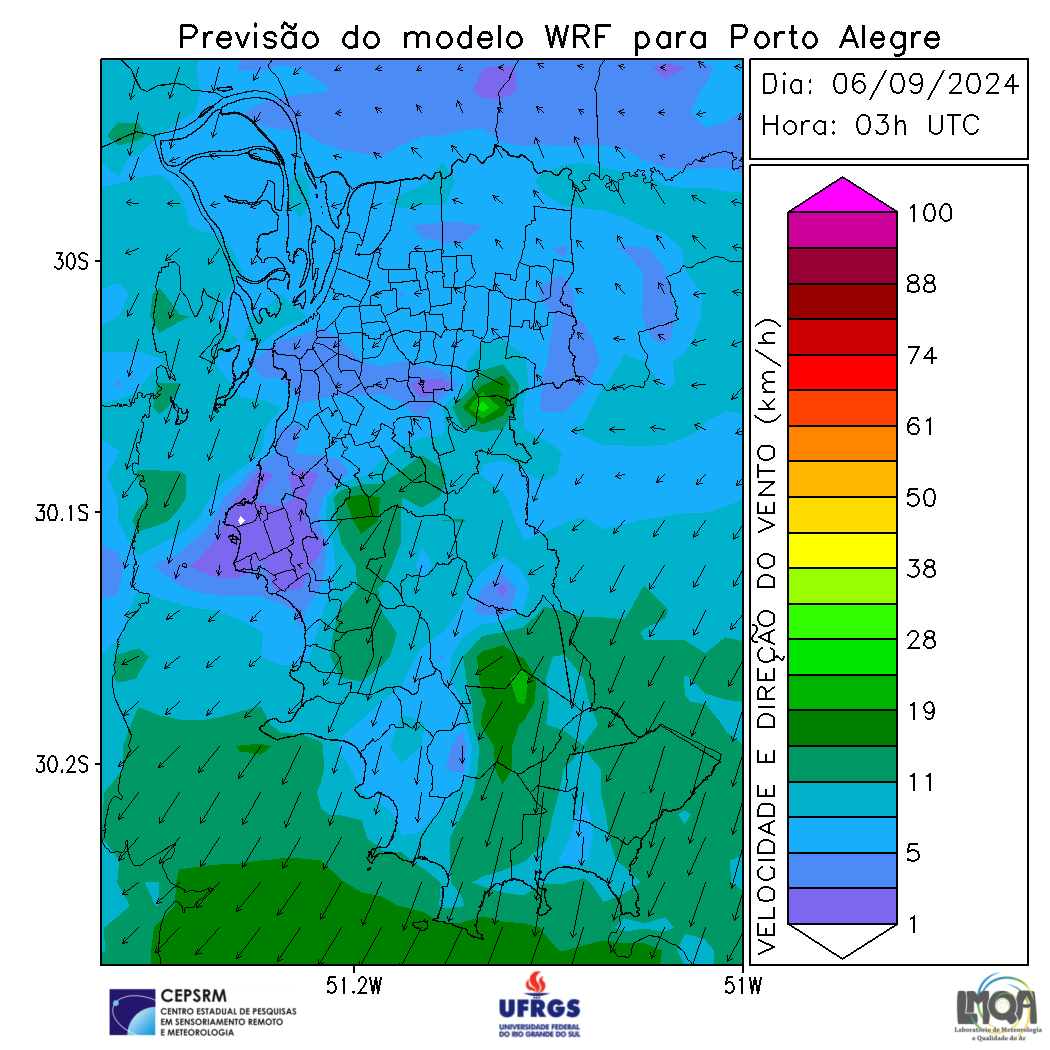 Previsão do modelo WRF para Porto Alegre
Dia: 06/09/2024
Hora: 03h UTC
30S
30.1S
30.2S
51.2W
51W
VELOCIDADE E DIREÇÃO DO VENTO (km/h)
100
88
74
61
50
38
28
19
11
5
1
CEPSRM
CENTRO ESTADUAL DE PESQUISAS
EM SENSORIAMENTO REMOTO
E METEOROLOGIA
UFRGS
UNIVERSIDADE FEDERAL
DO RIO GRANDE DO SUL
LMQA
Laboratório de Meteorologia
e Qualidade do Ar